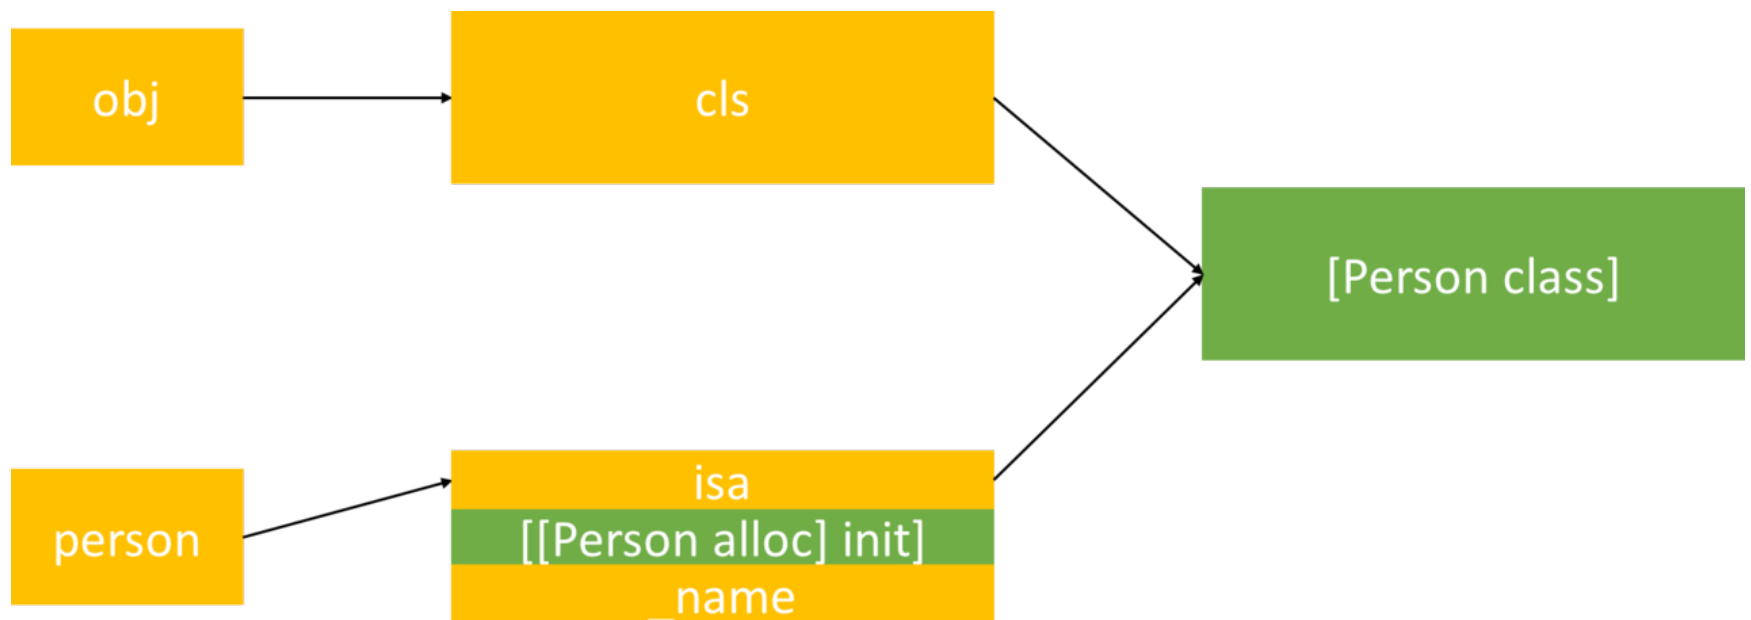 obj
cls
[Person class]
person
isa
[[Person alloc] init]
_name